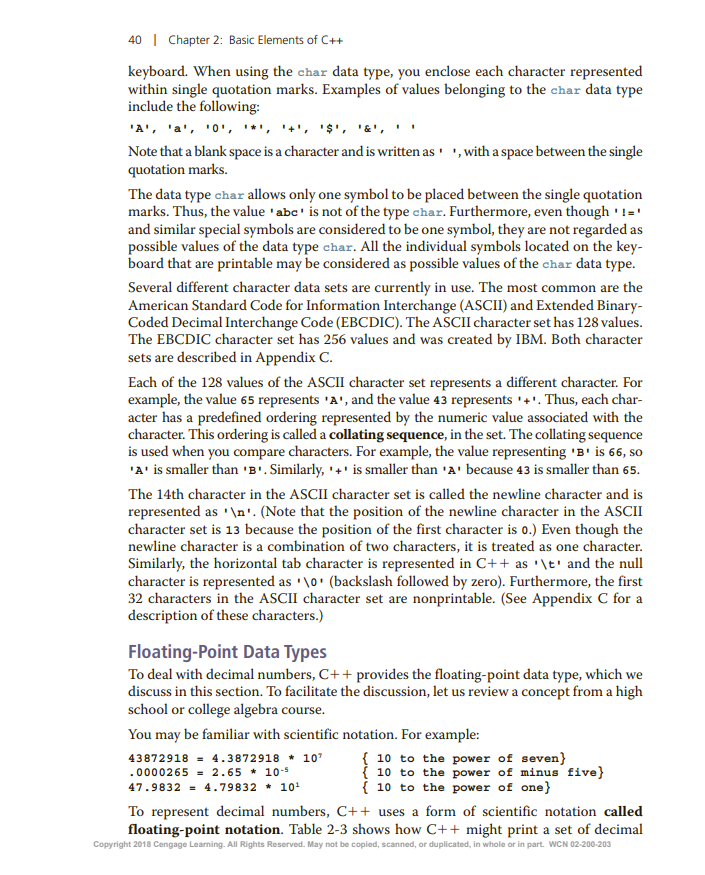 40 | Chapter 2: Basic Elements of C++
keyboard. When using the char data type, you enclose each character represented
within single quotation marks. Examples of values belonging to the char data type
include the following:
'A', 'a', '0', '*', '+', '$', '&', ' '
Note that a blank space is a character and is written as ' ', with a space between the single
quotation marks.
The data type char allows only one symbol to be placed between the single quotation
marks. Thus, the value 'abc' is not of the type char. Furthermore, even though '!='
and similar special symbols are considered to be one symbol, they are not regarded as
possible values of the data type char. All the individual symbols located on the key-
board that are printable may be considered as possible values of the char data type.
Several different character data sets are currently in use. The most common are the
American Standard Code for Information Interchange (ASCII) and Extended Binary-
Coded Decimal Interchange Code (EBCDIC). The ASCII character set has 128 values.
The EBCDIC character set has 256 values and was created by IBM. Both character
sets are described in Appendix C.
Each of the 128 values of the ASCII character set represents a different character. For
example, the value 65 represents 'A', and the value 43 represents '+'. Thus, each char-
acter has a predefined ordering represented by the numeric value associated with the
character. This ordering is called a collating sequence, in the set. The collating sequence
is used when you compare characters. For example, the value representing 'B' is 66, so
'A' is smaller than 'B'. Similarly, '+' is smaller than 'A' because 43 is smaller than 65.
The 14th character in the ASCII character set is called the newline character and is
represented as '\n'. (Note that the position of the newline character in the ASCII
character set is 13 because the position of the first character is 0.) Even though the
newline character is a combination of two characters, it is treated as one character.
Similarly, the horizontal tab character is represented in C++ as '\t' and the null
character is represented as '\0' (backslash followed by zero). Furthermore, the first
32 characters in the ASCII character set are nonprintable. (See Appendix C for a
description of these characters.)
Floating-Point Data Types
To deal with decimal numbers, C++ provides the floating-point data type, which we
discuss in this section. To facilitate the discussion, let us review a concept from a high
school or college algebra course.
You may be familiar with scientific notation. For example:
43872918 = 4.3872918 * 10⁷ { 10 to the power of seven}
.0000265 = 2.65 * 10⁻⁵ { 10 to the power of minus five}
47.9832 = 4.79832 * 10¹ { 10 to the power of one}
To represent decimal numbers, C++ uses a form of scientific notation called
floating-point notation. Table 2-3 shows how C++ might print a set of decimal
Copyright 2018 Cengage Learning. All Rights Reserved. May not be copied, scanned, or duplicated, in whole or in part. WCN 02-200-203